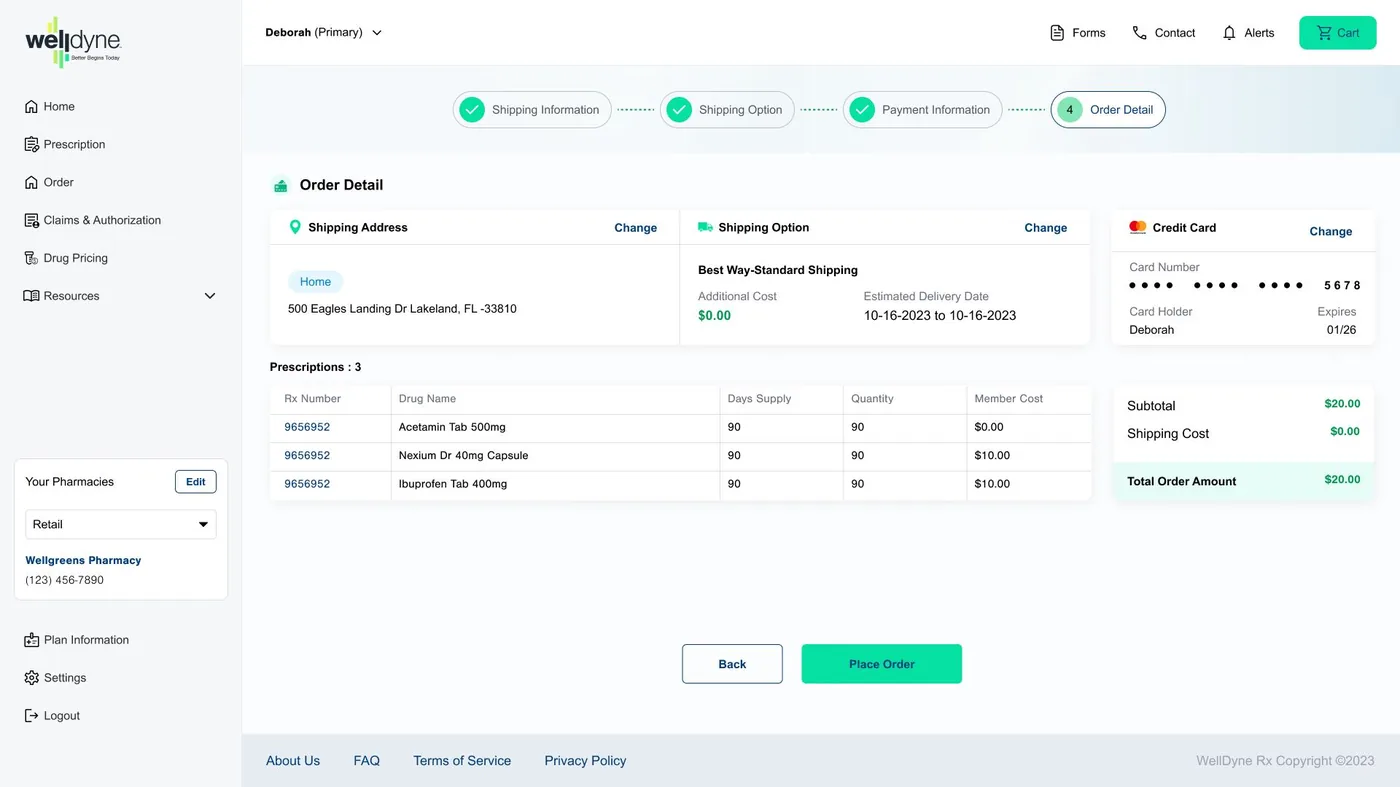 welldyne.
Better Begins Today
Home
Prescription
Order
Claims & Authorization
Drug Pricing
Resources
Your Pharmacies Edit
Retail
Wellgreens Pharmacy
(123) 456-7890
Plan Information
Settings
Logout
Deborah (Primary) Forms Contact Alerts Cart
Shipping Information Shipping Option Payment Information 4 Order Detail
Order Detail
Shipping Address Change
Home
500 Eagles Landing Dr Lakeland, FL -33810
Shipping Option Change
Best Way-Standard Shipping
Additional Cost Estimated Delivery Date
$0.00 10-16-2023 to 10-16-2023
Credit Card Change
Card Number
5678
Card Holder Expires
Deborah 01/26
Prescriptions : 3
Rx Number Drug Name Days Supply Quantity Member Cost
9656952 Acetamin Tab 500mg 90 90 $0.00
9656952 Nexium Dr 40mg Capsule 90 90 $10.00
9656952 Ibuprofen Tab 400mg 90 90 $10.00
Subtotal $20.00
Shipping Cost $0.00
Total Order Amount $20.00
Back Place Order
About Us FAQ Terms of Service Privacy Policy WellDyne Rx Copyright ©2023